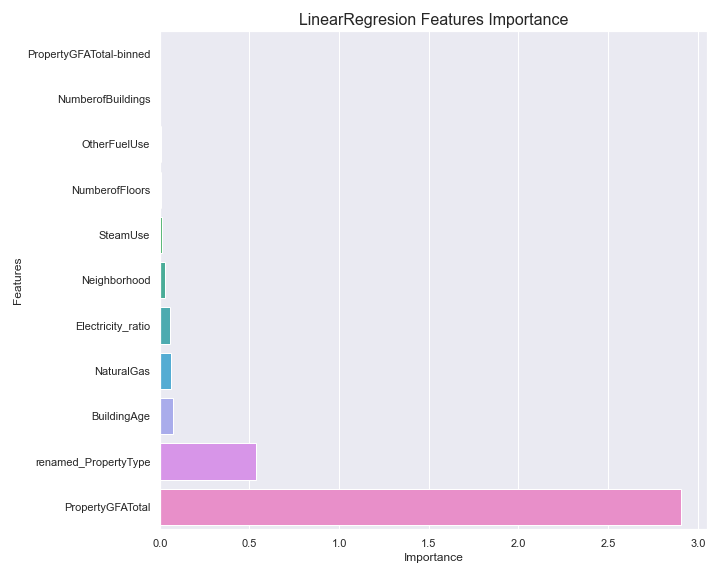 LinearRegresion Features Importance
PropertyGFATotal-binned
NumberofBuildings
OtherFuelUse
NumberofFloors
SteamUse
Neighborhood
Electricity_ratio
NaturalGas
BuildingAge
renamed_PropertyType
PropertyGFATotal
Features
0.0 0.5 1.0 1.5 2.0 2.5 3.0
Importance